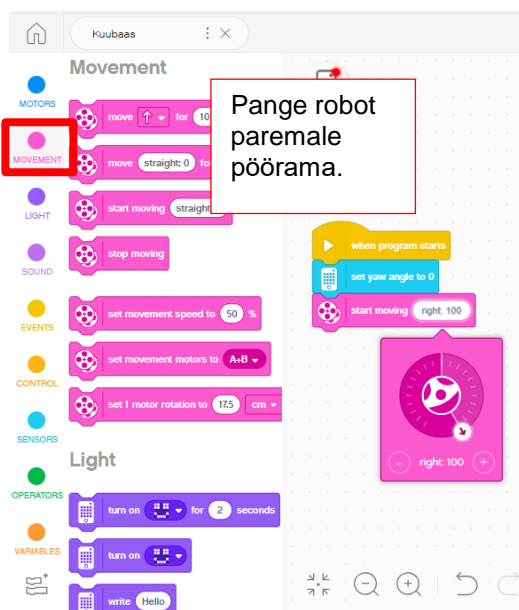 Kuubaas
Movement
MOTORS
MOVEMENT
LIGHT
SOUND
EVENTS
CONTROL
SENSORS
OPERATORS
VARIABLES
move for 10
move straight: 0 fo
start moving straight
stop moving
set movement speed to 50 %
set movement motors to A+B
set 1 motor rotation to 17.5 cm
Light
turn on for 2 seconds
turn on
write Hello
Pange robot
paremale
pöörama.
when program starts
set yaw angle to 0
start moving right: 100
right: 100